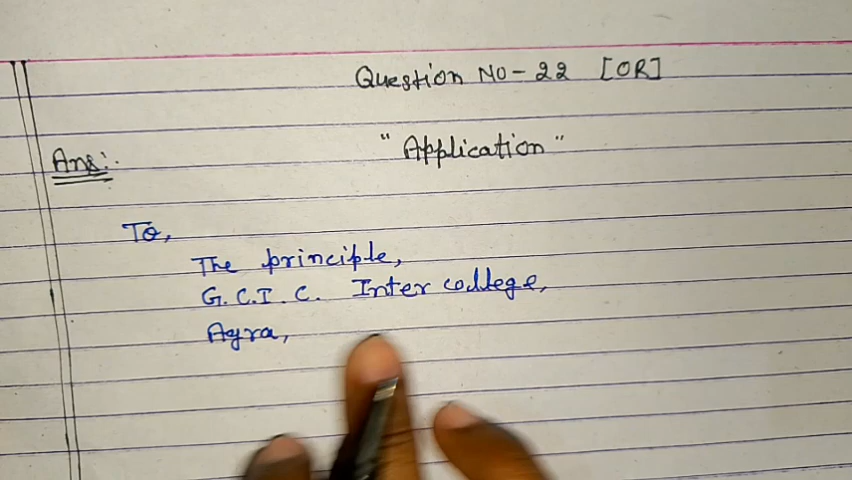 Question No - 22 [OR]
Ans:.
"Application"
To,
The principle,
G.C.I.C. Inter college,
Agra,